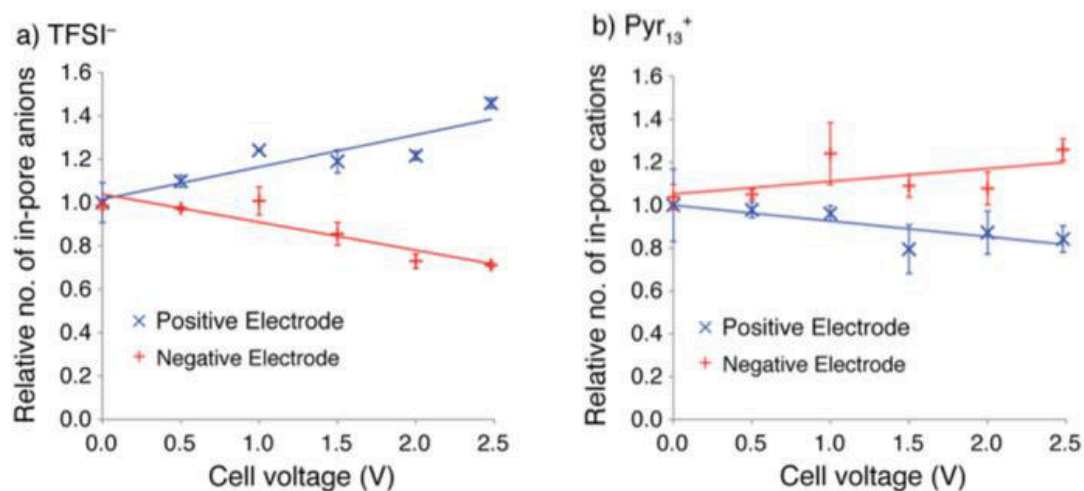 a) TFSI⁻
Relative no. of in-pore anions
1.6
1.4
1.2
1.0
0.8
0.6
0.4
0.2
0.0
0.0 0.5 1.0 1.5 2.0 2.5
Positive Electrode
Negative Electrode
Cell voltage (V)
b) Pyr₁₃⁺
Relative no. of in-pore cations
1.6
1.4
1.2
1.0
0.8
0.6
0.4
0.2
0.0
0.0 0.5 1.0 1.5 2.0 2.5
Positive Electrode
Negative Electrode
Cell voltage (V)